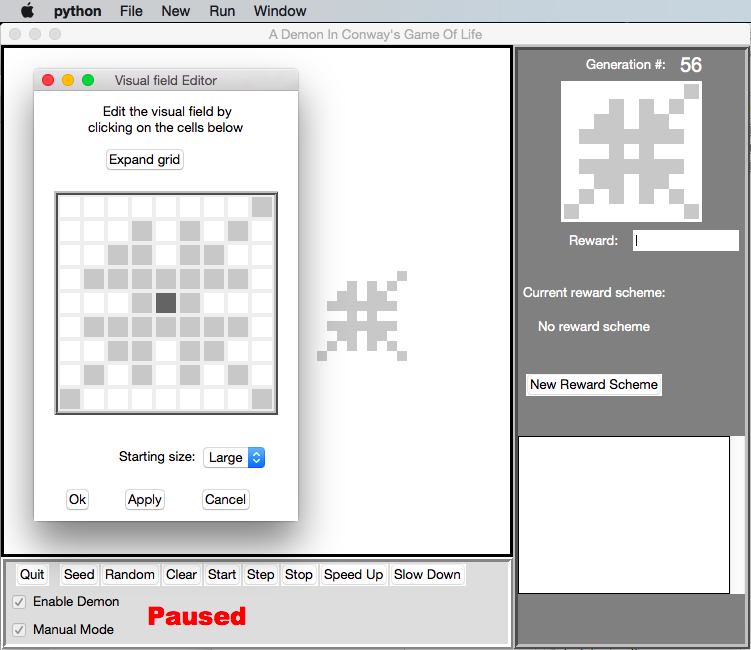 python File New Run Window
A Demon In Conway's Game Of Life
Visual field Editor
Edit the visual field by
clicking on the cells below
Expand grid
Starting size: Large
Ok Apply Cancel
Generation #: 56
Reward:
Current reward scheme:
No reward scheme
New Reward Scheme
Quit Seed Random Clear Start Step Stop Speed Up Slow Down
Enable Demon
Paused
Manual Mode